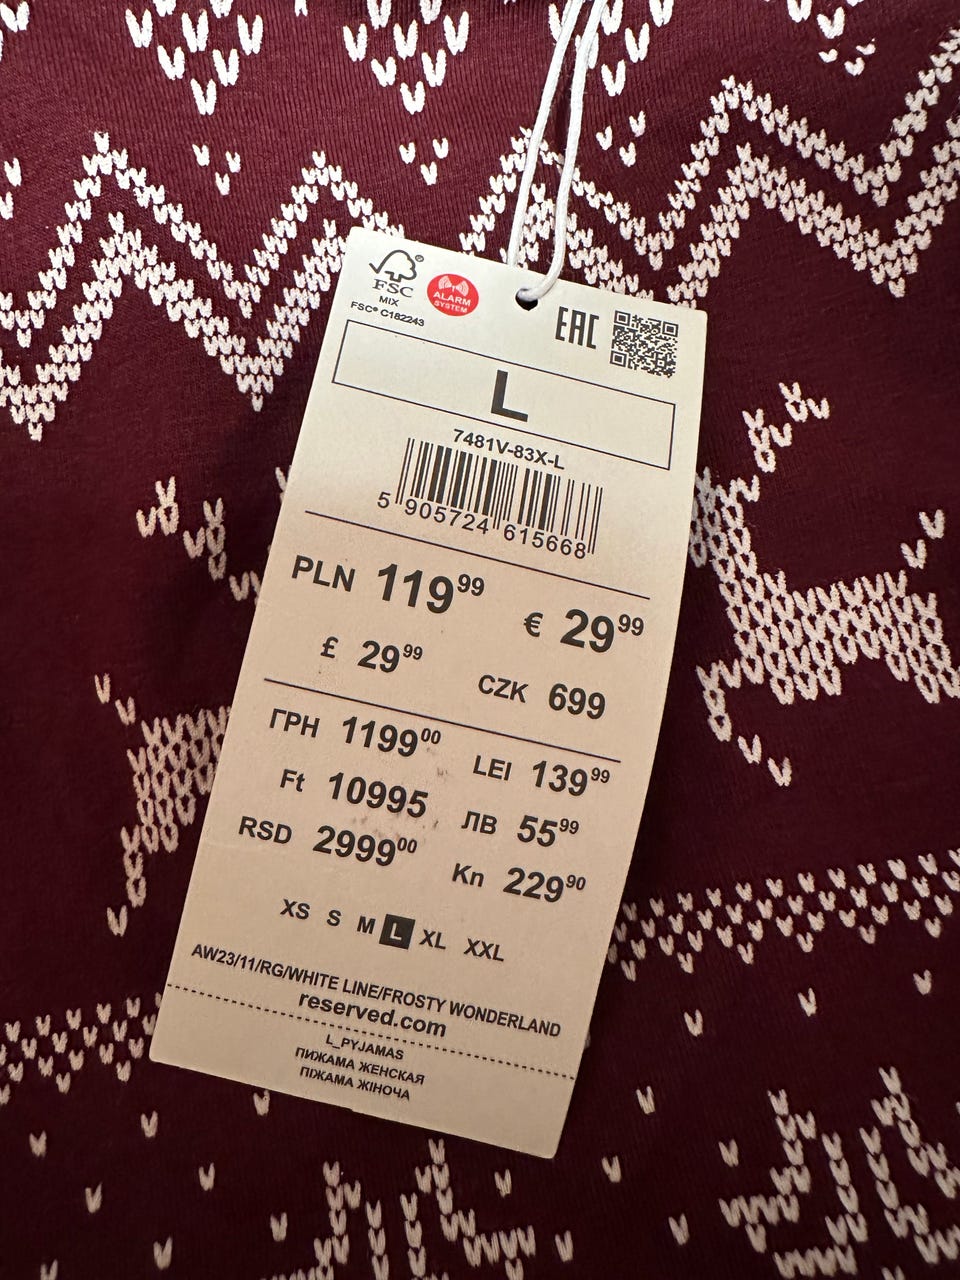 FSC®
MIX
FSC® C182243
ALARM
SYSTEM
EAC
L
7481V-83X-L
5 905724 615668
PLN 119⁹⁹
€ 29⁹⁹
£ 29⁹⁹
CZK 699
ГРН 1199⁰⁰
LEI 139⁹⁹
Ft 10995
ЛВ 55⁹⁹
RSD 2999⁰⁰
Kn 229⁹⁰
XS S M L XL XXL
AW23/11/RG/WHITE LINE/FROSTY WONDERLAND
reserved.com
L_PYJAMAS
ПИЖАМА ЖЕНСКАЯ
ПІЖАМА ЖІНОЧА